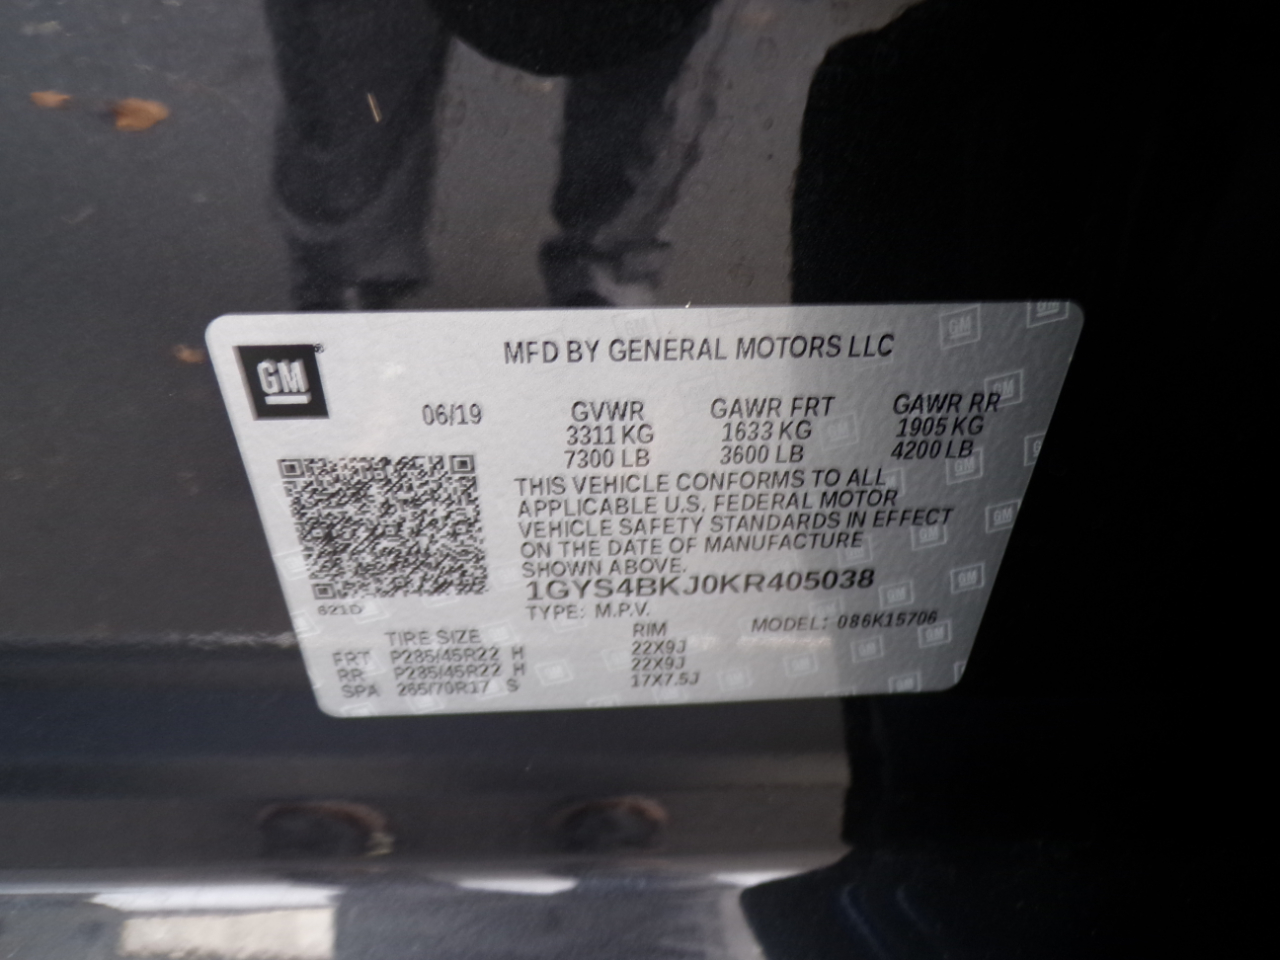 GM
MFD BY GENERAL MOTORS LLC
06/19
GVWR GAWR FRT GAWR RR
3311 KG 1633 KG 1905 KG
7300 LB 3600 LB 4200 LB
THIS VEHICLE CONFORMS TO ALL
APPLICABLE U.S. FEDERAL MOTOR
VEHICLE SAFETY STANDARDS IN EFFECT
ON THE DATE OF MANUFACTURE
SHOWN ABOVE.
1GYS4BKJ0KR405038
TYPE: M.P.V. MODEL: 086K15706
TIRE SIZE RIM
FRT P285/45R22 H 22X9J
RR P285/45R22 H 22X9J
SPA 265/70R17 S 17X7.5J